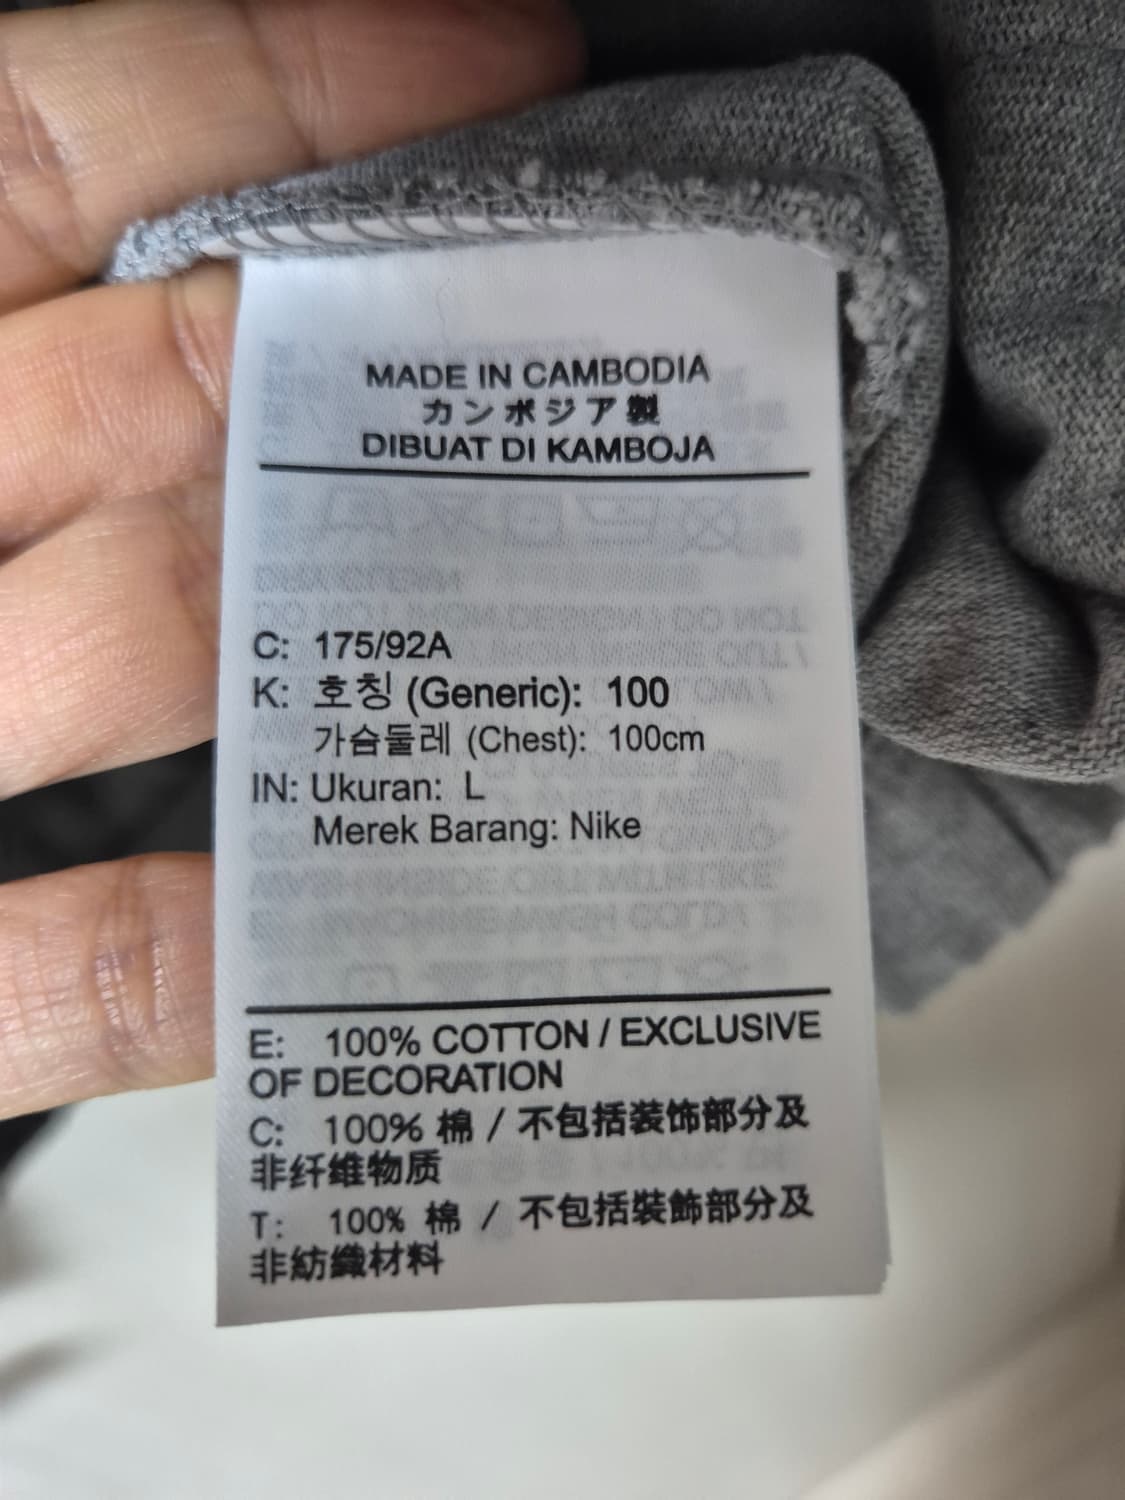 MADE IN CAMBODIA
カンボジア製
DIBUAT DI KAMBOJA
C: 175/92A
K: 호칭 (Generic): 100
가슴둘레 (Chest): 100cm
IN: Ukuran: L
Merek Barang: Nike
E: 100% COTTON / EXCLUSIVE
OF DECORATION
C: 100% 棉 / 不包括装饰部分及
非纤维物质
T: 100% 棉 / 不包括裝飾部分及
非紡織材料